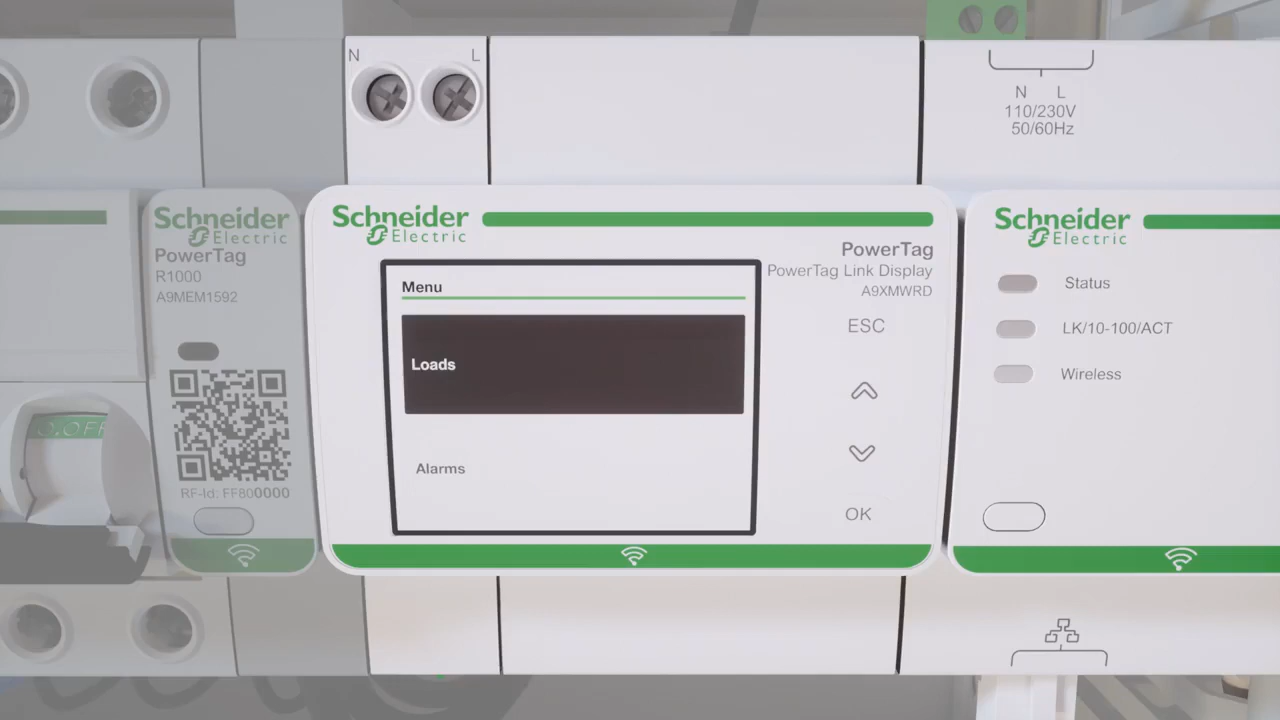 N L
N L
110/230V
50/60Hz
Schneider
Electric
PowerTag
R1000
A9MEM1592
O.OFF
RF-Id: FF800000
Schneider
Electric
PowerTag
PowerTag Link Display
A9XMWRD
Menu
Loads
Alarms
ESC
OK
Schneider
Electric
Status
LK/10-100/ACT
Wireless